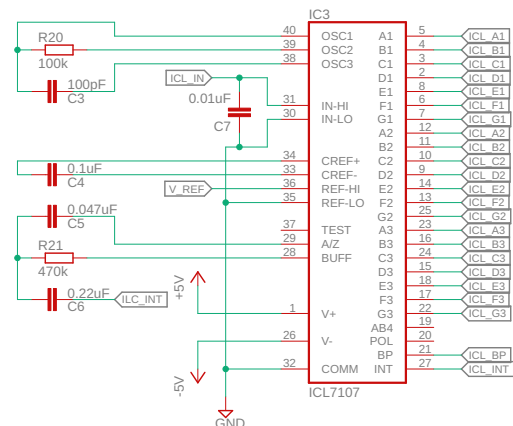 IC3
40 OSC1 A1 5 ICL_A1
R20 39 OSC2 B1 4 ICL_B1
100k 38 OSC3 C1 3 ICL_C1
D1 2 ICL_D1
100pF ICL_IN E1 8 ICL_E1
C3 0.01uF 31 IN-HI F1 6 ICL_F1
C7 30 IN-LO G1 7 ICL_G1
A2 12 ICL_A2
B2 11 ICL_B2
34 CREF+ C2 10 ICL_C2
0.1uF 33 CREF- D2 9 ICL_D2
C4 V_REF 36 REF-HI E2 14 ICL_E2
0.047uF 35 REF-LO F2 13 ICL_F2
C5 G2 25 ICL_G2
37 TEST A3 23 ICL_A3
R21 29 A/Z B3 16 ICL_B3
470k 28 BUFF C3 24 ICL_C3
D3 15 ICL_D3
0.22uF ILC_INT +5V E3 18 ICL_E3
C6 F3 17 ICL_F3
1 V+ G3 22 ICL_G3
AB4 19
26 V- POL 20
BP 21 ICL_BP
-5V 32 COMM INT 27 ICL_INT
ICL7107
GND